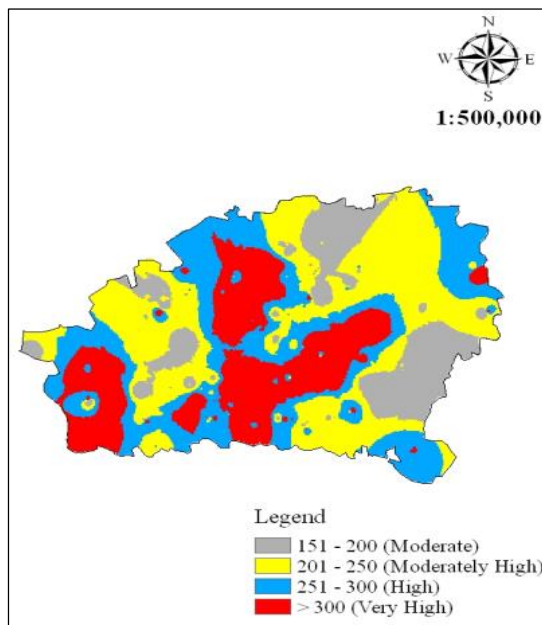 N
W E
S
1:500,000
Legend
151 - 200 (Moderate)
201 - 250 (Moderately High)
251 - 300 (High)
> 300 (Very High)